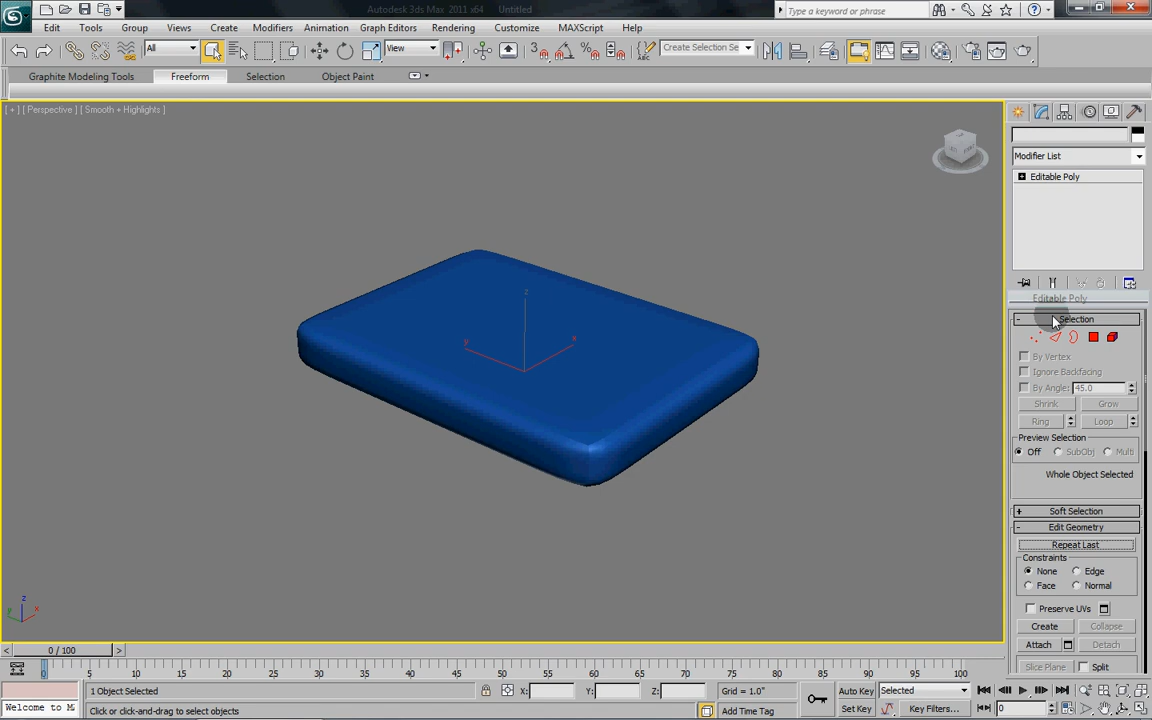 Autodesk 3ds Max 2011 x64 Untitled
Type a keyword or phrase
Edit Tools Group Views Create Modifiers Animation Graph Editors Rendering Customize MAXScript Help
All View Create Selection Se
Graphite Modeling Tools Freeform Selection Object Paint
[ + ] [ Perspective ] [ Smooth + Highlights ]
Modifier List
Editable Poly
Editable Poly
- Selection
By Vertex
Ignore Backfacing
By Angle: 45.0
Shrink Grow
Ring Loop
Preview Selection
Off SubObj Multi
Whole Object Selected
+ Soft Selection
- Edit Geometry
Repeat Last
Constraints
None Edge
Face Normal
Preserve UVs
Create Collapse
Attach Detach
Slice Plane Split
z
y x
z
y x
< 0 / 100 >
0 5 10 15 20 25 30 35 40 45 50 55 60 65 70 75 80 85 90 95 100
1 Object Selected X: Y: Z: Grid = 1.0" Auto Key Selected
Welcome to M Click or click-and-drag to select objects Add Time Tag Set Key Key Filters... 0